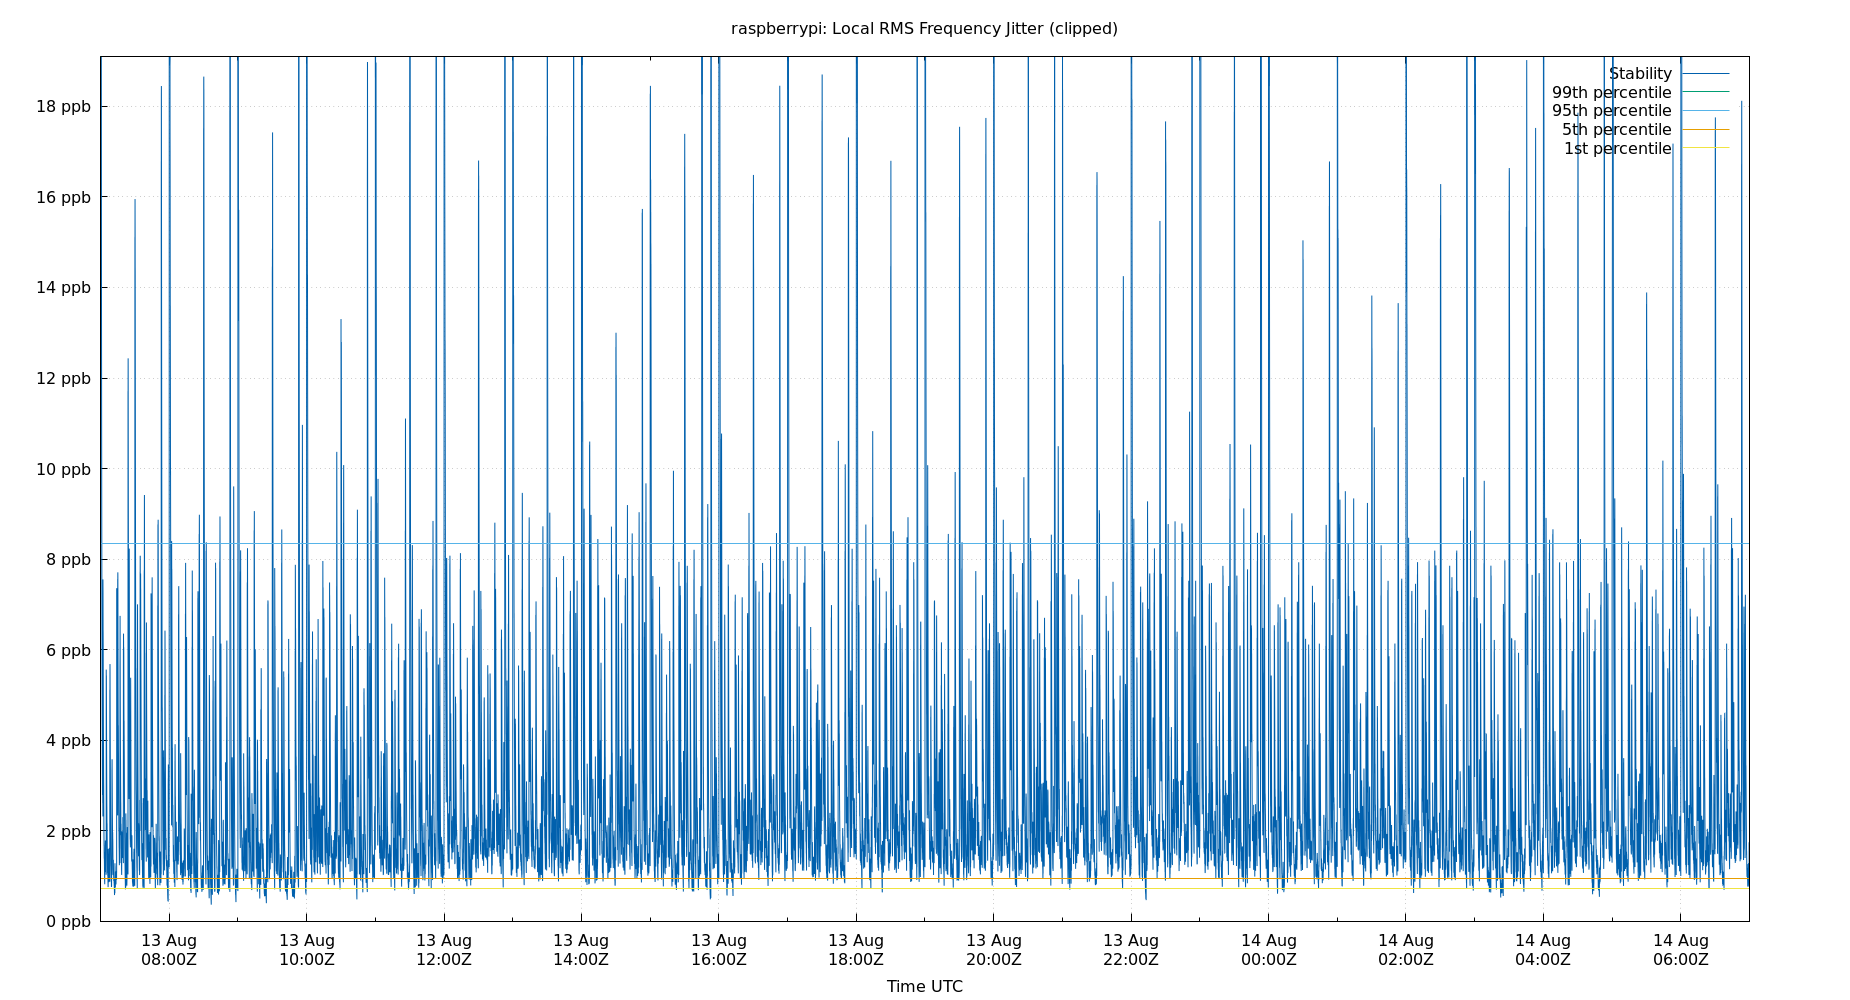 raspberrypi: Local RMS Frequency Jitter (clipped)
Stability
99th percentile
95th percentile
5th percentile
1st percentile
18 ppb
16 ppb
14 ppb
12 ppb
10 ppb
8 ppb
6 ppb
4 ppb
2 ppb
0 ppb
13 Aug 13 Aug 13 Aug 13 Aug 13 Aug 13 Aug 13 Aug 13 Aug 14 Aug 14 Aug 14 Aug 14 Aug
08:00Z 10:00Z 12:00Z 14:00Z 16:00Z 18:00Z 20:00Z 22:00Z 00:00Z 02:00Z 04:00Z 06:00Z
Time UTC